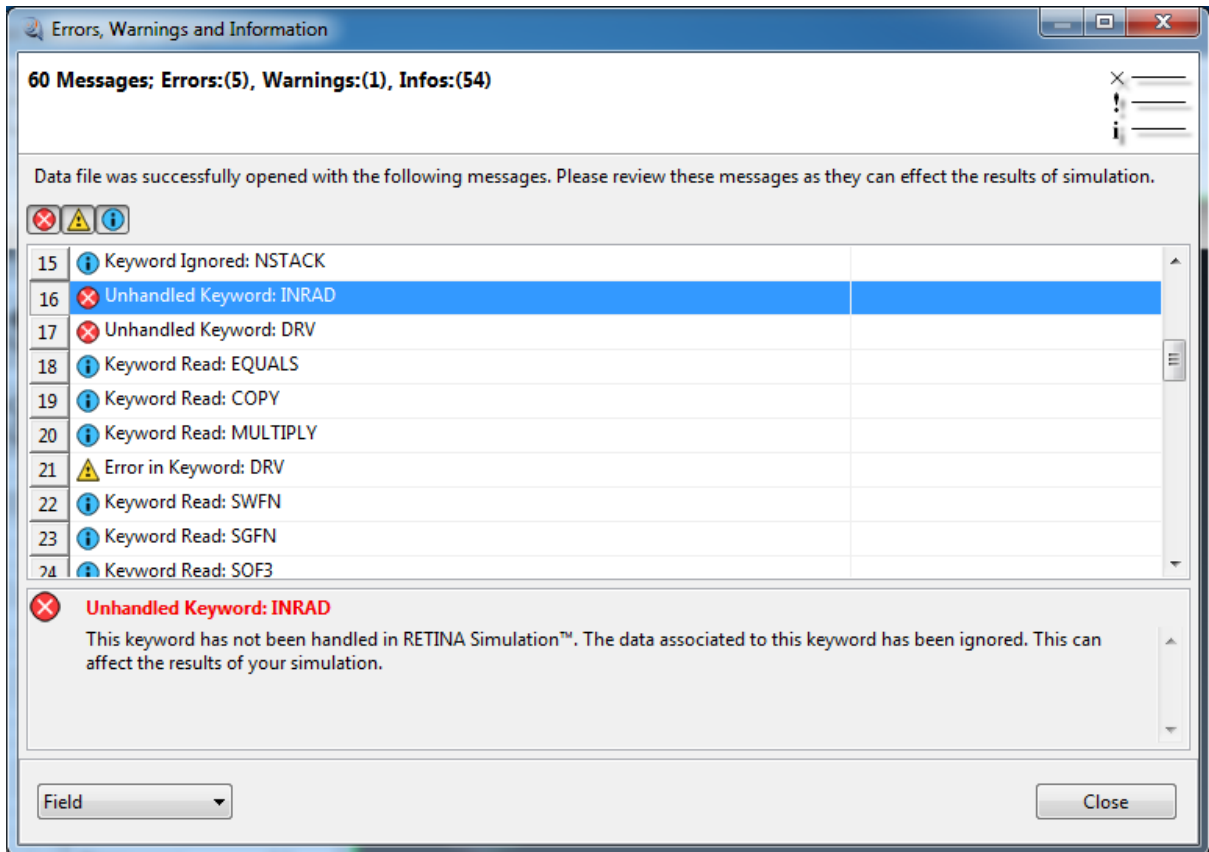 Errors, Warnings and Information
60 Messages; Errors:(5), Warnings:(1), Infos:(54)
Data file was successfully opened with the following messages. Please review these messages as they can effect the results of simulation.
15 Keyword Ignored: NSTACK
16 Unhandled Keyword: INRAD
17 Unhandled Keyword: DRV
18 Keyword Read: EQUALS
19 Keyword Read: COPY
20 Keyword Read: MULTIPLY
21 Error in Keyword: DRV
22 Keyword Read: SWFN
23 Keyword Read: SGFN
24 Keyword Read: SOF3
Unhandled Keyword: INRAD
This keyword has not been handled in RETINA Simulation™. The data associated to this keyword has been ignored. This can
affect the results of your simulation.
Field
Close